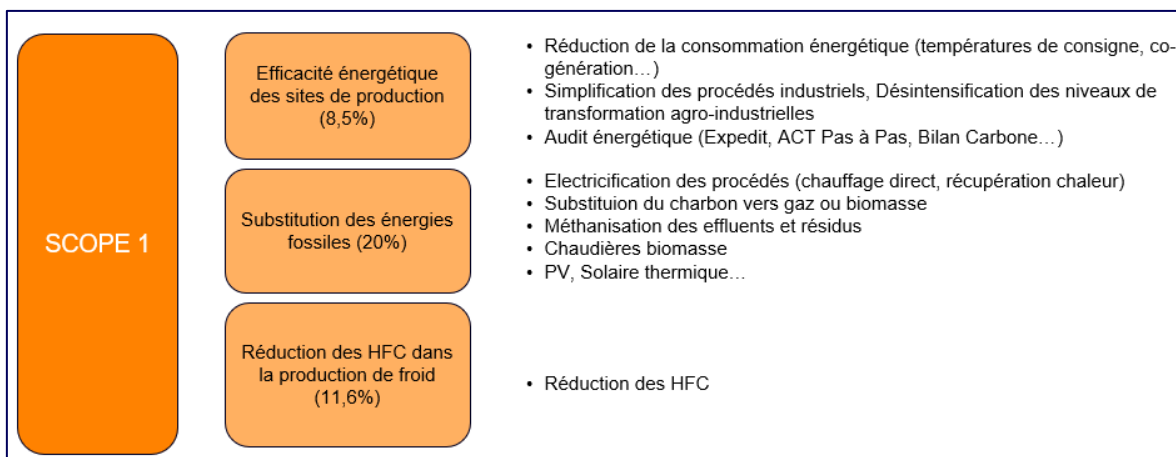 SCOPE 1
Efficacité énergétique
des sites de production
(8,5%)
• Réduction de la consommation énergétique (températures de consigne, co-
génération…)
• Simplification des procédés industriels, Désintensification des niveaux de
transformation agro-industrielles
• Audit énergétique (Expedit, ACT Pas à Pas, Bilan Carbone…)
Substitution des énergies
fossiles (20%)
• Electricification des procédés (chauffage direct, récupération chaleur)
• Substituion du charbon vers gaz ou biomasse
• Méthanisation des effluents et résidus
• Chaudières biomasse
• PV, Solaire thermique…
Réduction des HFC dans
la production de froid
(11,6%)
• Réduction des HFC